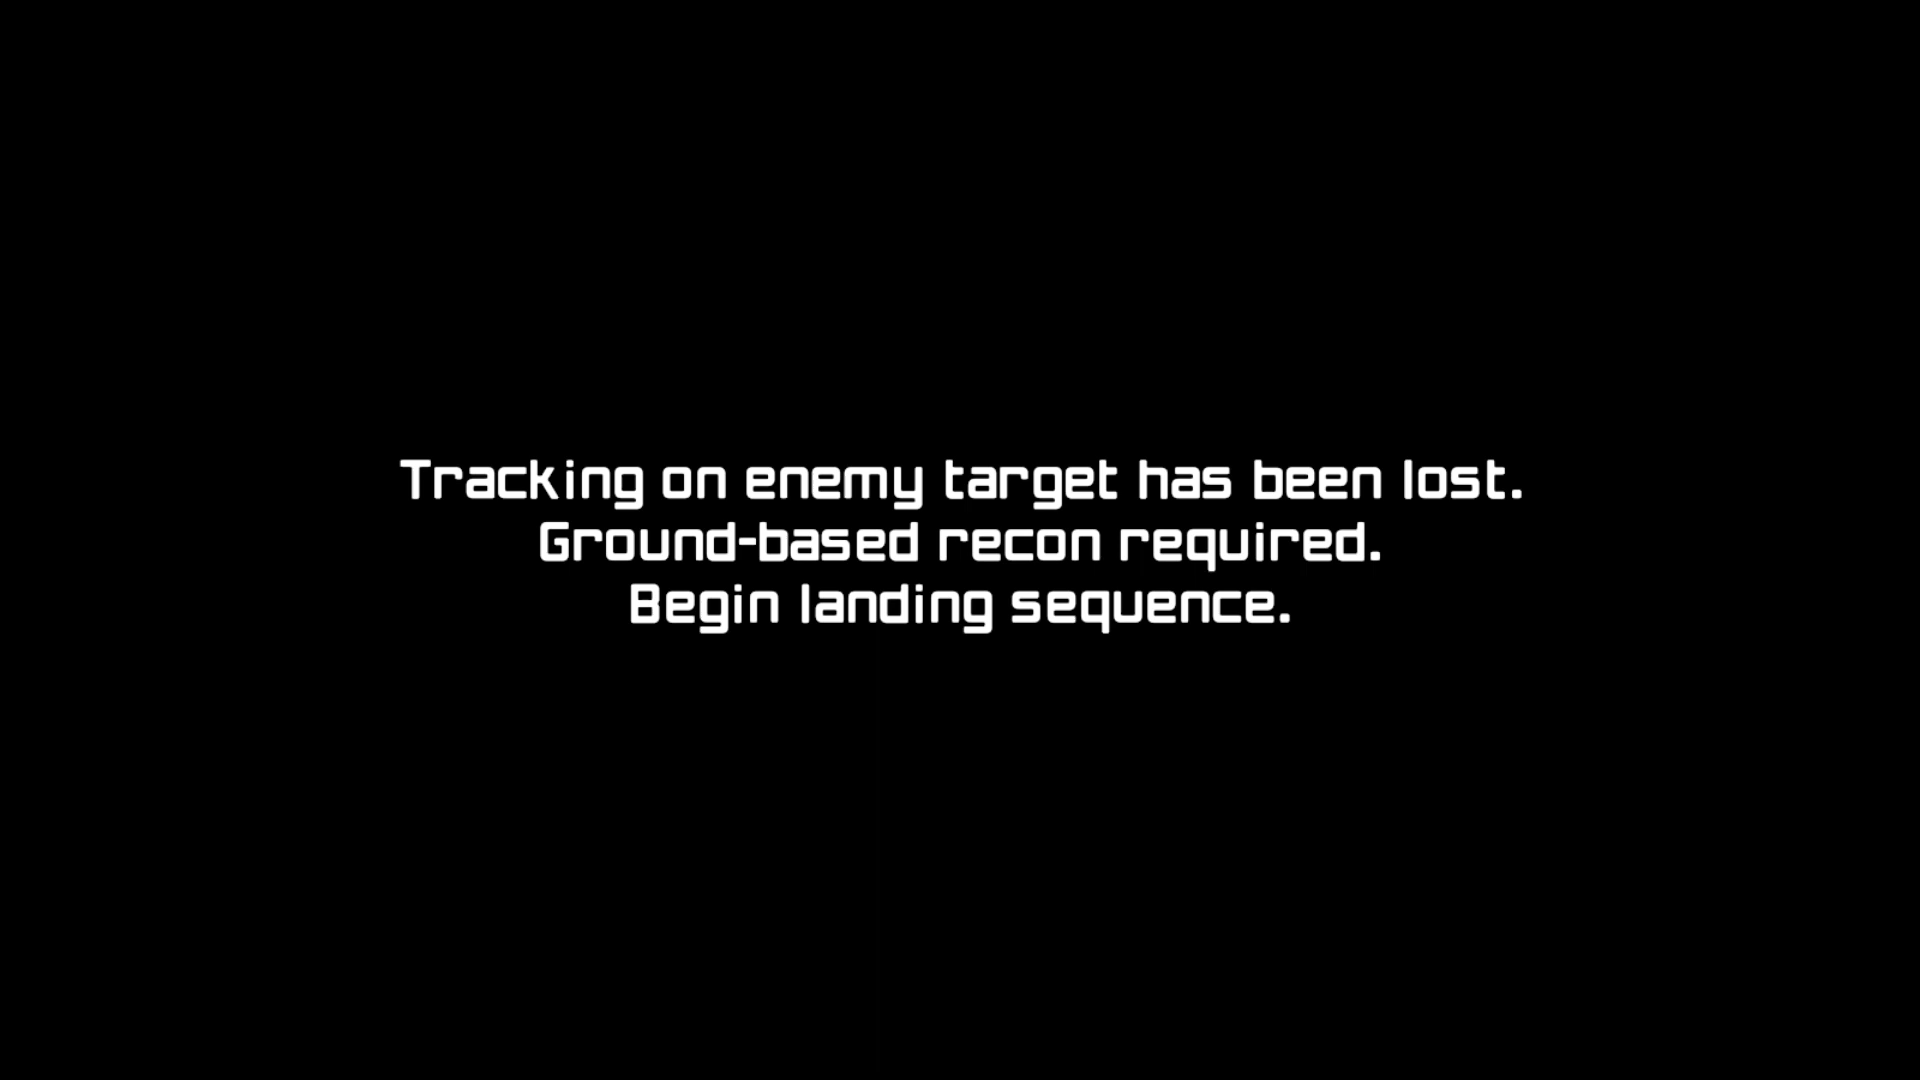 Tracking on enemy target has been lost.
Ground-based recon required.
Begin landing sequence.